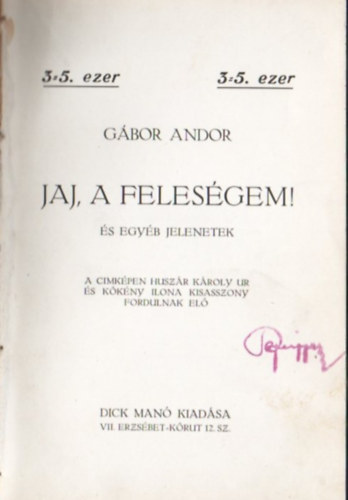 3-5. ezer 3-5. ezer
GÁBOR ANDOR
JAJ, A FELESÉGEM!
ÉS EGYÉB JELENETEK
A CIMKÉPEN HUSZÁR KÁROLY UR
ÉS KÖKÉNY ILONA KISASSZONY
FORDULNAK ELŐ
DICK MANÓ KIADÁSA
VII. ERZSÉBET-KÖRUT 12. SZ.